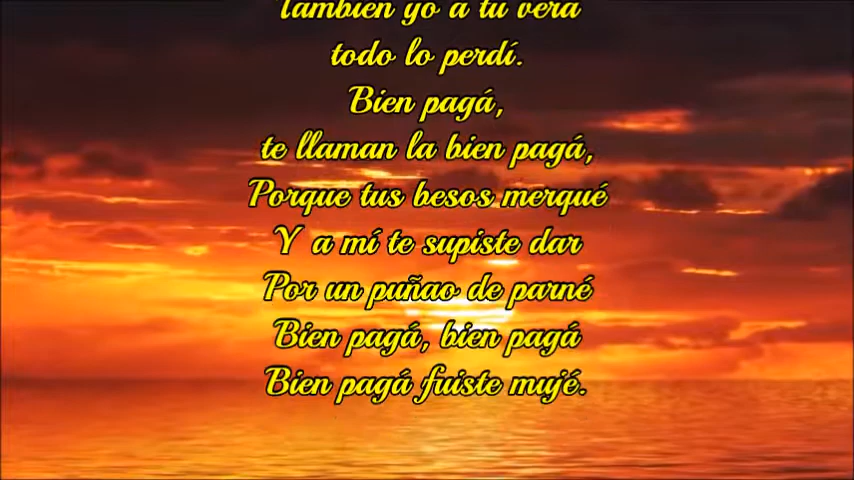 También yo a tu vera
todo lo perdí.
Bien pagá,
te llaman la bien pagá,
Porque tus besos merqué
Y a mí te supiste dar
Por un puñao de parné
Bien pagá, bien pagá
Bien pagá fuiste mujé.